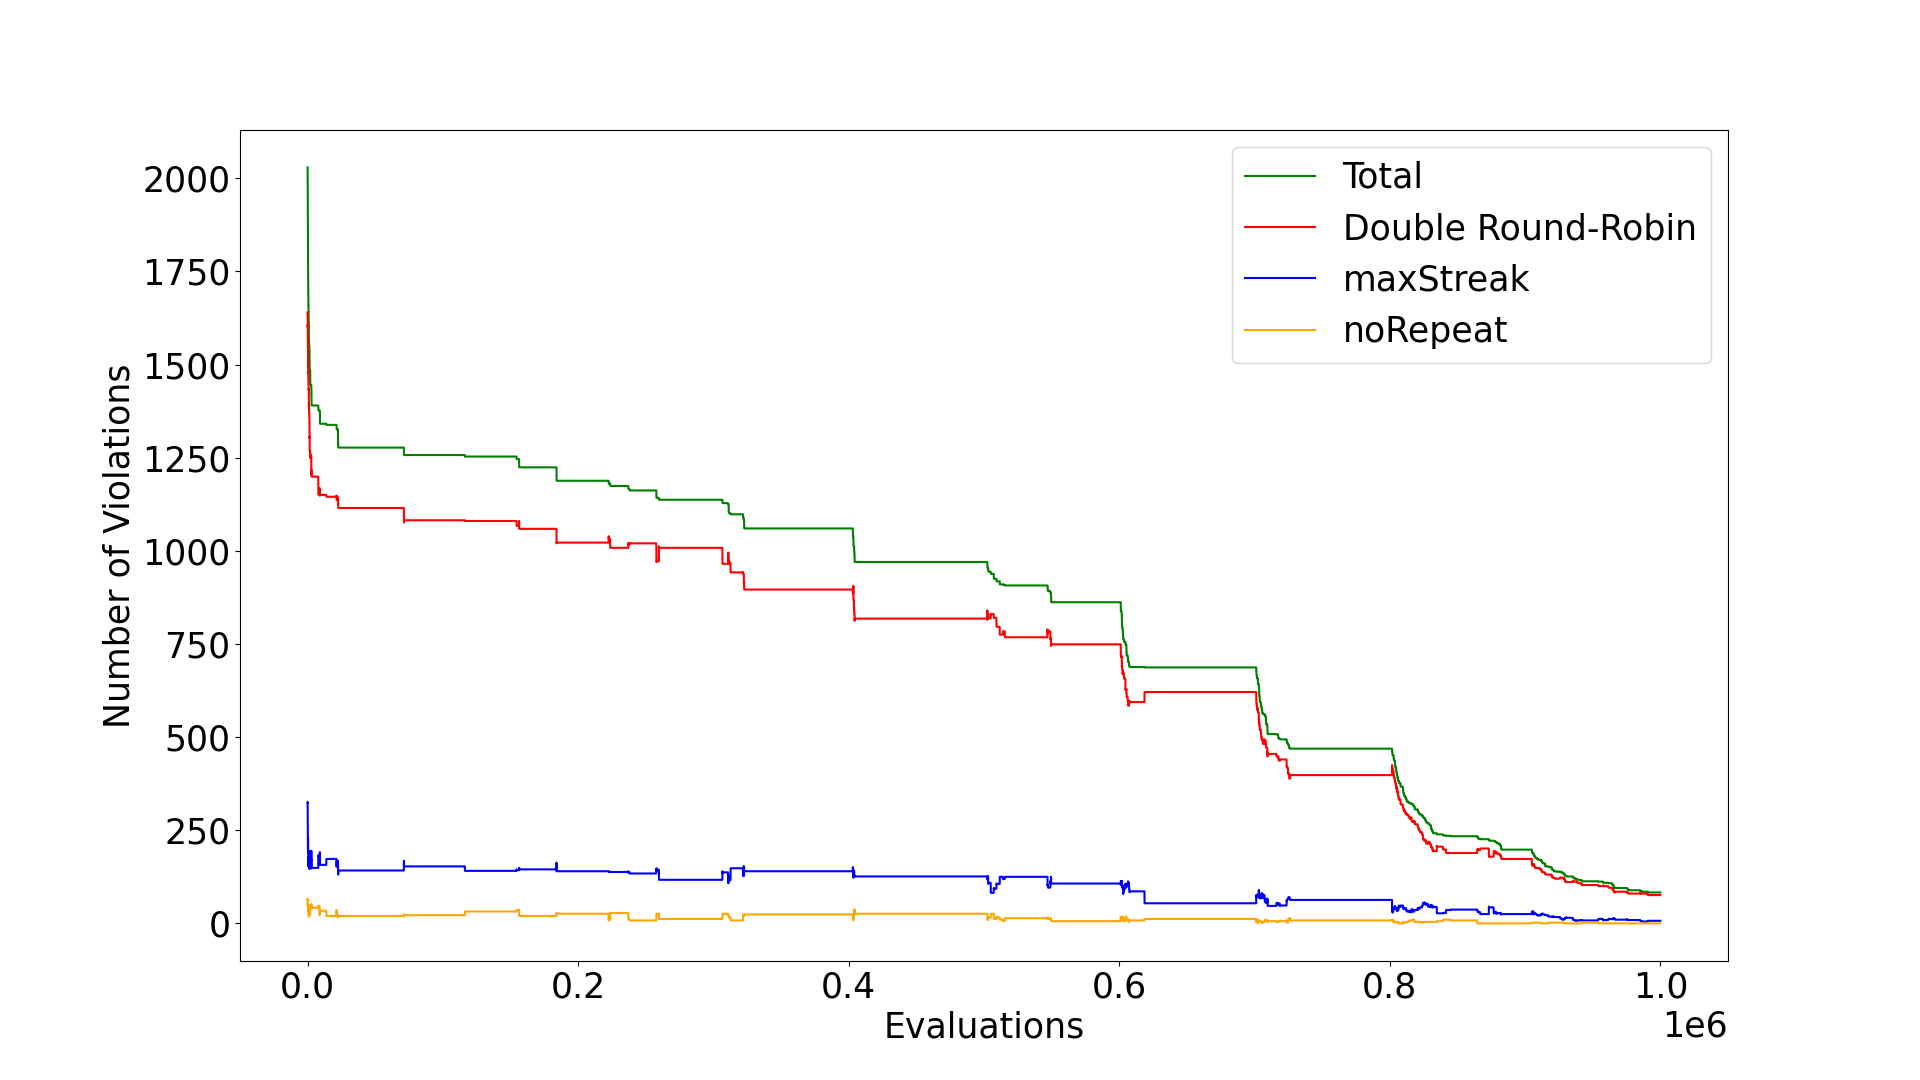 Total
Double Round-Robin
maxStreak
noRepeat
Number of Violations
2000
1750
1500
1250
1000
750
500
250
0
0.0 0.2 0.4 0.6 0.8 1.0
Evaluations
1e6